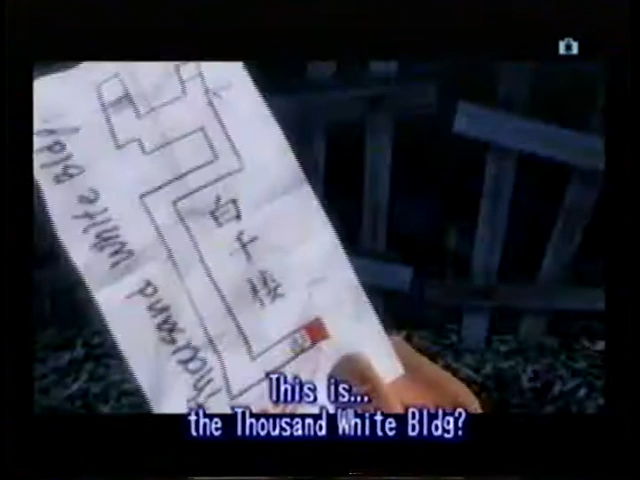 Thousand White Bldg.
白千楼
This is...
the Thousand White Bldg?